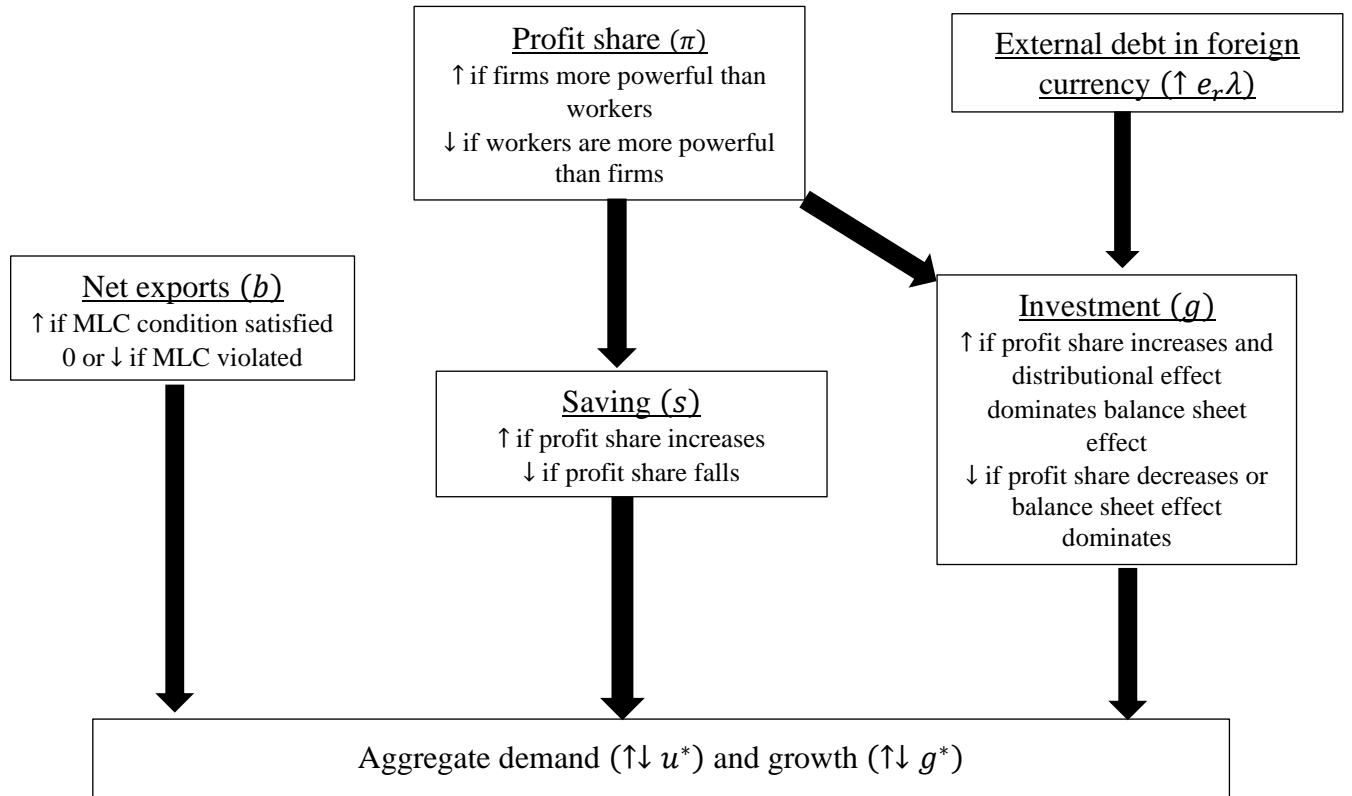 Profit share (π)
↑ if firms more powerful than
workers
↓ if workers are more powerful
than firms
External debt in foreign
currency (↑ eᵣλ)
Net exports (b)
↑ if MLC condition satisfied
0 or ↓ if MLC violated
Saving (s)
↑ if profit share increases
↓ if profit share falls
Investment (g)
↑ if profit share increases and
distributional effect
dominates balance sheet
effect
↓ if profit share decreases or
balance sheet effect
dominates
Aggregate demand (↑↓ u*) and growth (↑↓ g*)